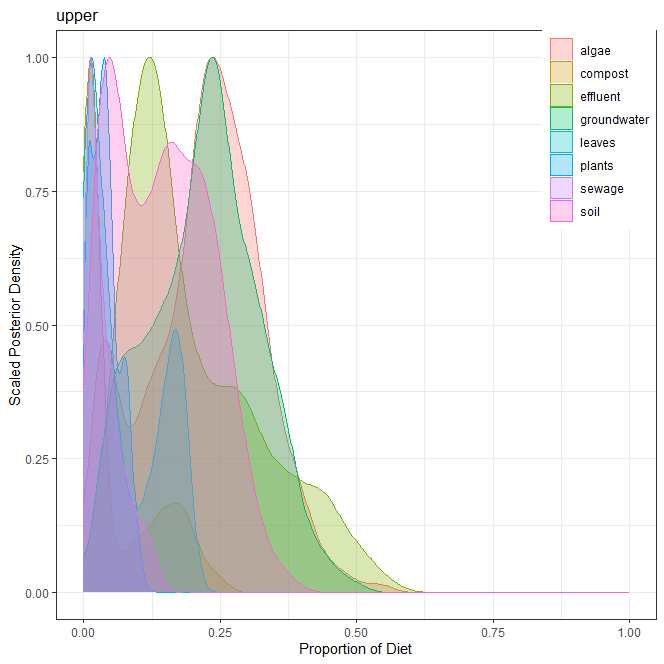 upper
algae
compost
effluent
groundwater
leaves
plants
sewage
soil
1.00
0.75
0.50
0.25
0.00
Scaled Posterior Density
0.00 0.25 0.50 0.75 1.00
Proportion of Diet